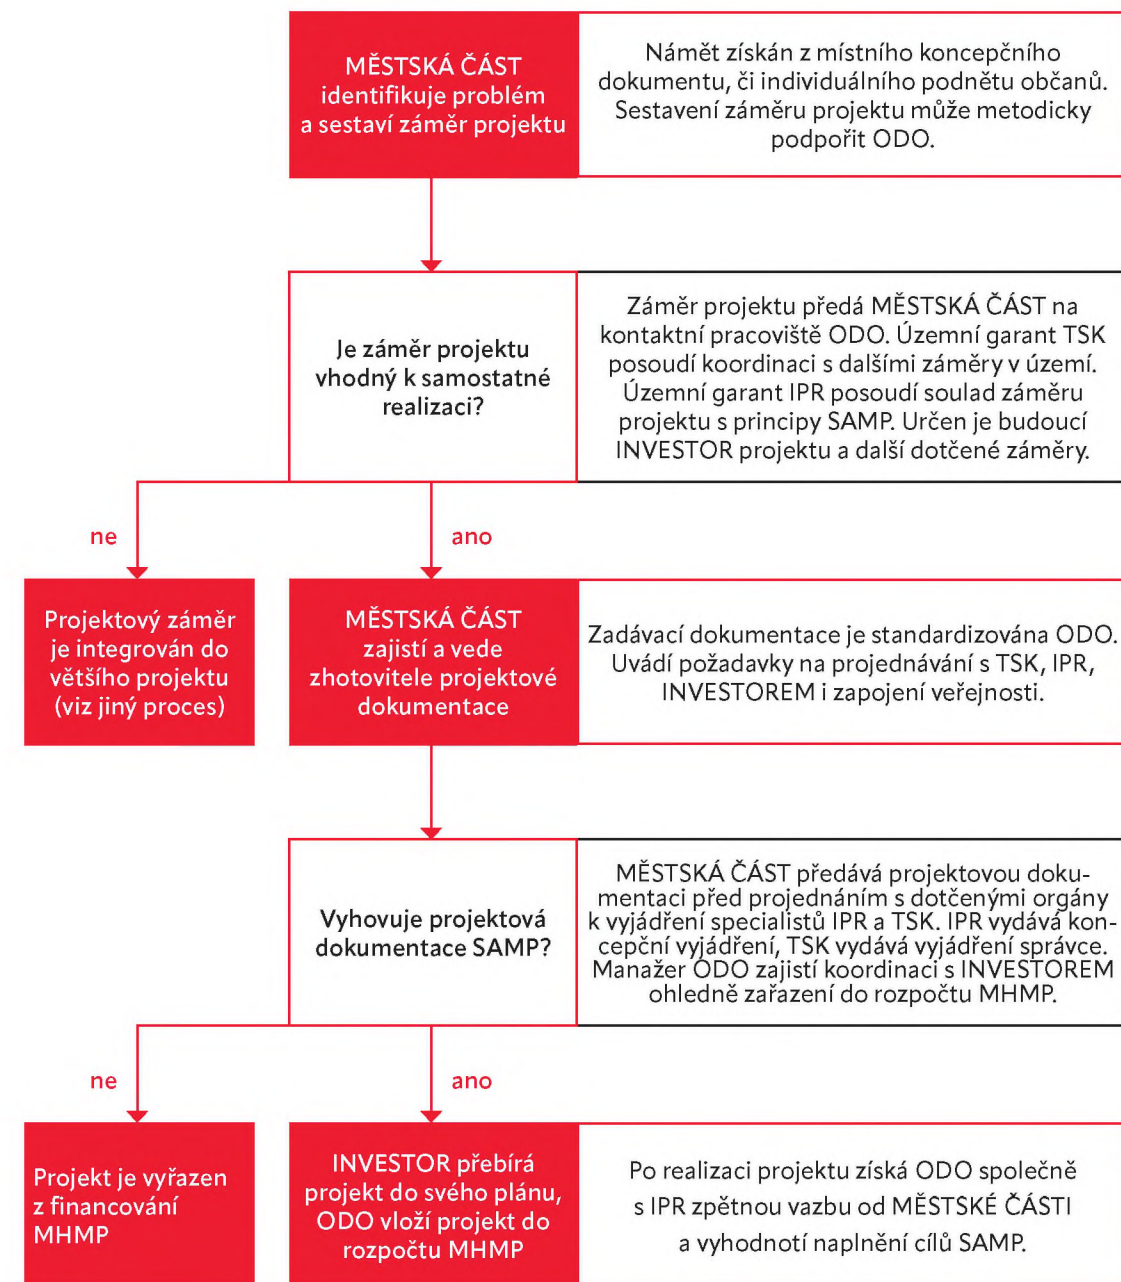 MĚSTSKÁ ČÁST
identifikuje problém
a sestaví záměr projektu
Námět získán z místního koncepčního
dokumentu, či individuálního podnětu občanů.
Sestavení záměru projektu může metodicky
podpořit ODO.
Je záměr projektu
vhodný k samostatné
realizaci?
Záměr projektu předá MĚSTSKÁ ČÁST na
kontaktní pracoviště ODO. Územní garant TSK
posoudí koordinaci s dalšími záměry v území.
Územní garant IPR posoudí soulad záměru
projektu s principy SAMP. Určen je budoucí
INVESTOR projektu a další dotčené záměry.
ne
ano
Projektový záměr
je integrován do
většího projektu
(viz jiný proces)
MĚSTSKÁ ČÁST
zajistí a vede
zhotovitele projektové
dokumentace
Zadávací dokumentace je standardizována ODO.
Uvádí požadavky na projednávání s TSK, IPR,
INVESTOREM i zapojení veřejnosti.
Vyhovuje projektová
dokumentace SAMP?
MĚSTSKÁ ČÁST předává projektovou doku-
mentaci před projednáním s dotčenými orgány
k vyjádření specialistů IPR a TSK. IPR vydává kon-
cepční vyjádření, TSK vydává vyjádření správce.
Manažer ODO zajistí koordinaci s INVESTOREM
ohledně zařazení do rozpočtu MHMP.
ne
ano
Projekt je vyřazen
z financování
MHMP
INVESTOR přebírá
projekt do svého plánu,
ODO vloží projekt do
rozpočtu MHMP
Po realizaci projektu získá ODO společně
s IPR zpětnou vazbu od MĚSTSKÉ ČÁSTI
a vyhodnotí naplnění cílů SAMP.